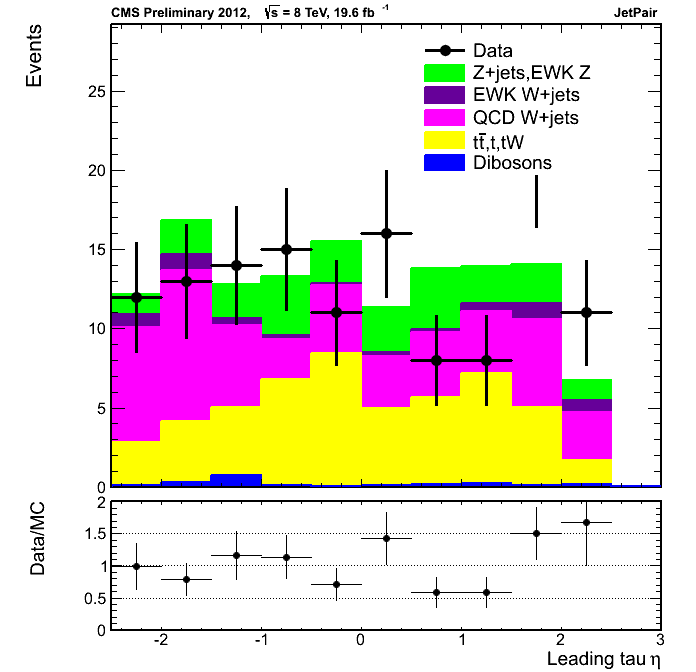 CMS Preliminary 2012, √s = 8 TeV, 19.6 fb -1 JetPair
Events
Data
Z+jets,EWK Z
EWK W+jets
QCD W+jets
tt̄,t,tW
Dibosons
25
20
15
10
5
0
Data/MC
2
1.5
1
0.5
0
-2 -1 0 1 2 3
Leading tau η